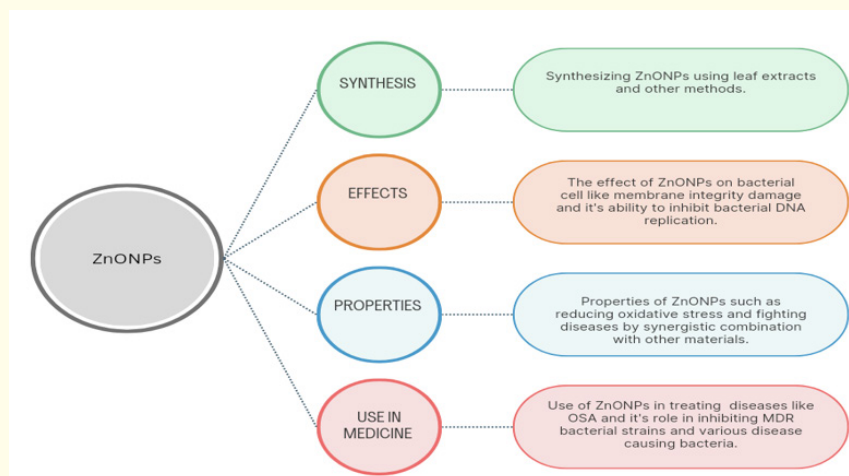 SYNTHESIS
Synthesizing ZnONPs using leaf extracts
and other methods.
EFFECTS
The effect of ZnONPs on bacterial
cell like membrane integrity damage
and it's ability to inhibit bacterial DNA
replication.
ZnONPs
PROPERTIES
Properties of ZnONPs such as
reducing oxidative stress and fighting
diseases by synergistic combination
with other materials.
USE IN
MEDICINE
Use of ZnONPs in treating diseases like
OSA and it's role in inhibiting MDR
bacterial strains and various disease
causing bacteria.